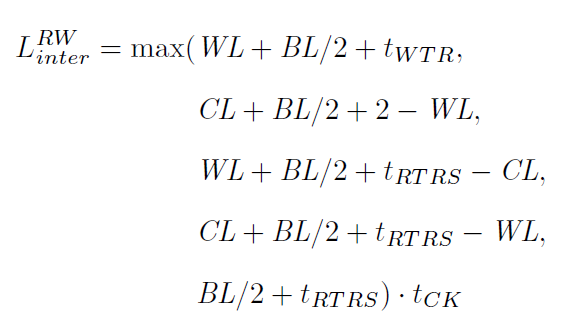 L^{RW}_{inter} = max( WL + BL/2 + t_{WTR},
CL + BL/2 + 2 − WL,
WL + BL/2 + t_{RTRS} − CL,
CL + BL/2 + t_{RTRS} − WL,
BL/2 + t_{RTRS}) · t_{CK}